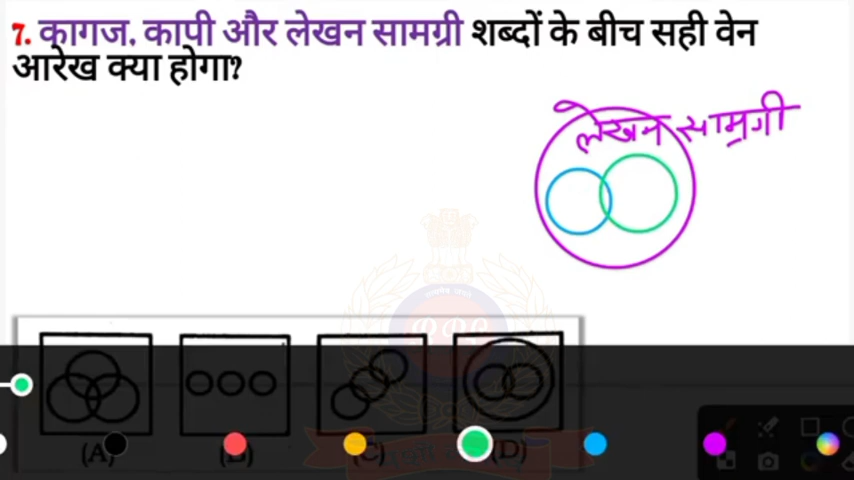 7. कागज, कापी और लेखन सामग्री शब्दों के बीच सही वेन
आरेख क्या होगा?
लेखन सामग्री
(A) (B) (C) (D)